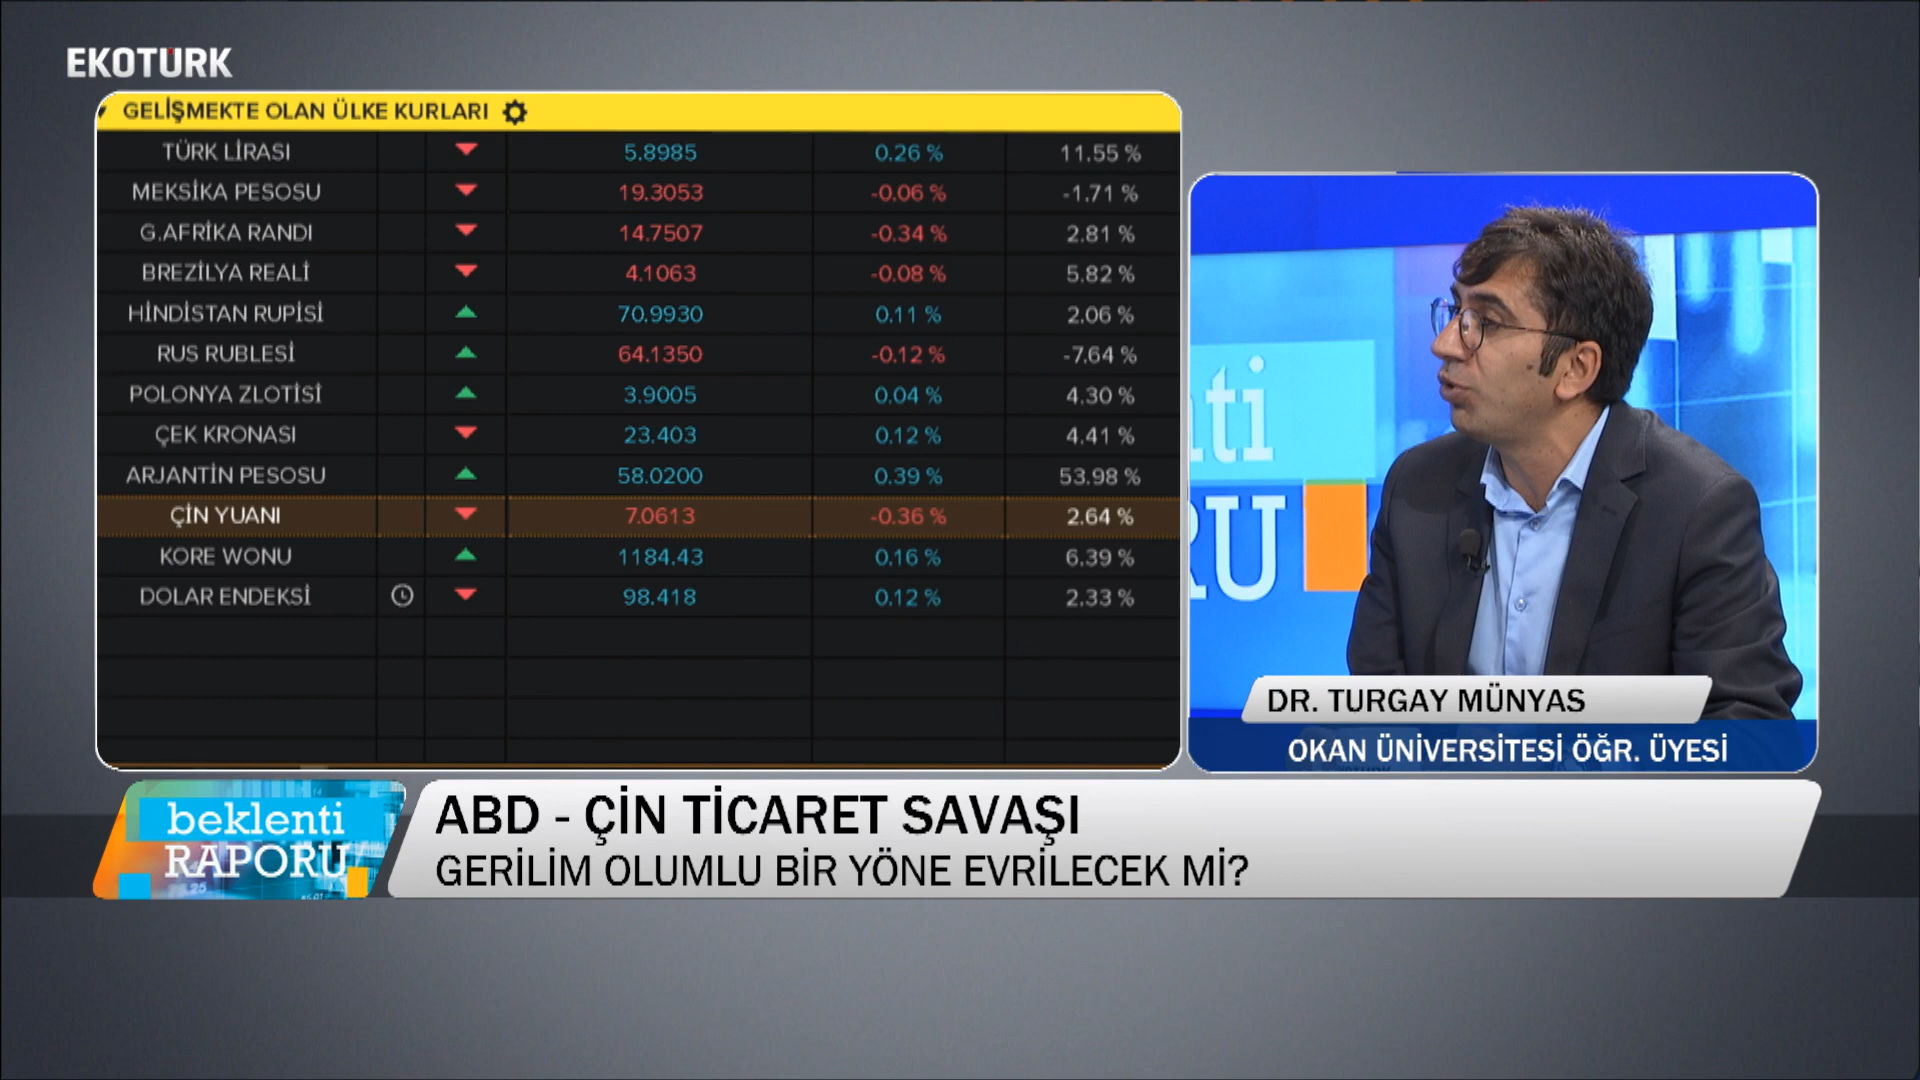 EKOTÜRK
GELİŞMEKTE OLAN ÜLKE KURLARI
TÜRK LİRASI 5.8985 0.26 % 11.55 %
MEKSİKA PESOSU 19.3053 -0.06 % -1.71 %
G.AFRİKA RANDI 14.7507 -0.34 % 2.81 %
BREZİLYA REALİ 4.1063 -0.08 % 5.82 %
HİNDİSTAN RUPİSİ 70.9930 0.11 % 2.06 %
RUS RUBLESİ 64.1350 -0.12 % -7.64 %
POLONYA ZLOTİSİ 3.9005 0.04 % 4.30 %
ÇEK KRONASI 23.403 0.12 % 4.41 %
ARJANTİN PESOSU 58.0200 0.39 % 53.98 %
ÇİN YUANI 7.0613 -0.36 % 2.64 %
KORE WONU 1184.43 0.16 % 6.39 %
DOLAR ENDEKSİ 98.418 0.12 % 2.33 %
nti
RU
DR. TURGAY MÜNYAS
OKAN ÜNİVERSİTESİ ÖĞR. ÜYESİ
beklenti
RAPORU
ABD - ÇİN TİCARET SAVAŞI
GERİLİM OLUMLU BİR YÖNE EVRİLECEK Mİ?